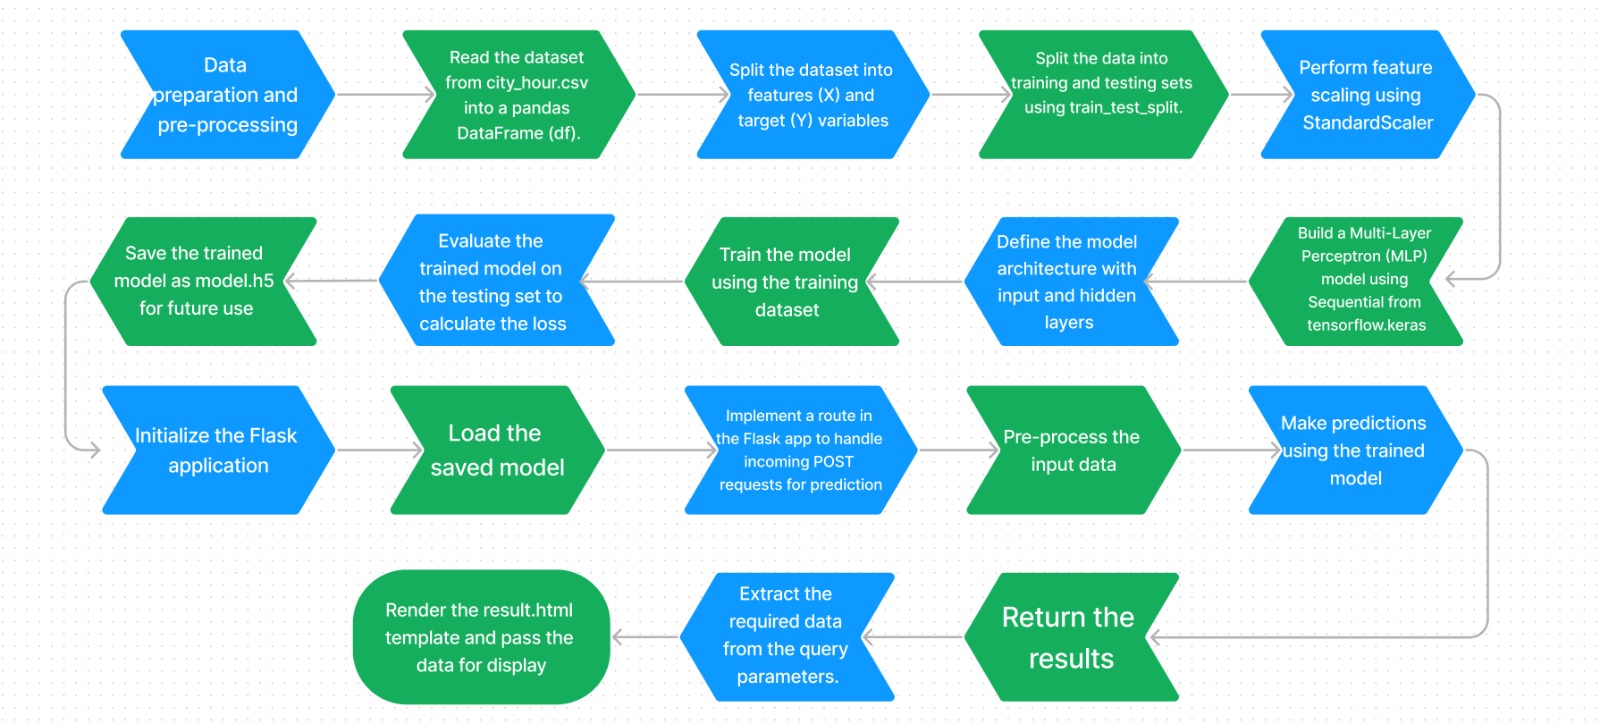 Data
preparation and
pre-processing
Read the dataset
from city_hour.csv
into a pandas
DataFrame (df).
Split the dataset into
features (X) and
target (Y) variables
Split the data into
training and testing sets
using train_test_split.
Perform feature
scaling using
StandardScaler
Build a Multi-Layer
Perceptron (MLP)
model using
Sequential from
tensorflow.keras
Define the model
architecture with
input and hidden
layers
Train the model
using the training
dataset
Evaluate the
trained model on
the testing set to
calculate the loss
Save the trained
model as model.h5
for future use
Initialize the Flask
application
Load the
saved model
Implement a route in
the Flask app to handle
incoming POST
requests for prediction
Pre-process the
input data
Make predictions
using the trained
model
Return the
results
Extract the
required data
from the query
parameters.
Render the result.html
template and pass the
data for display